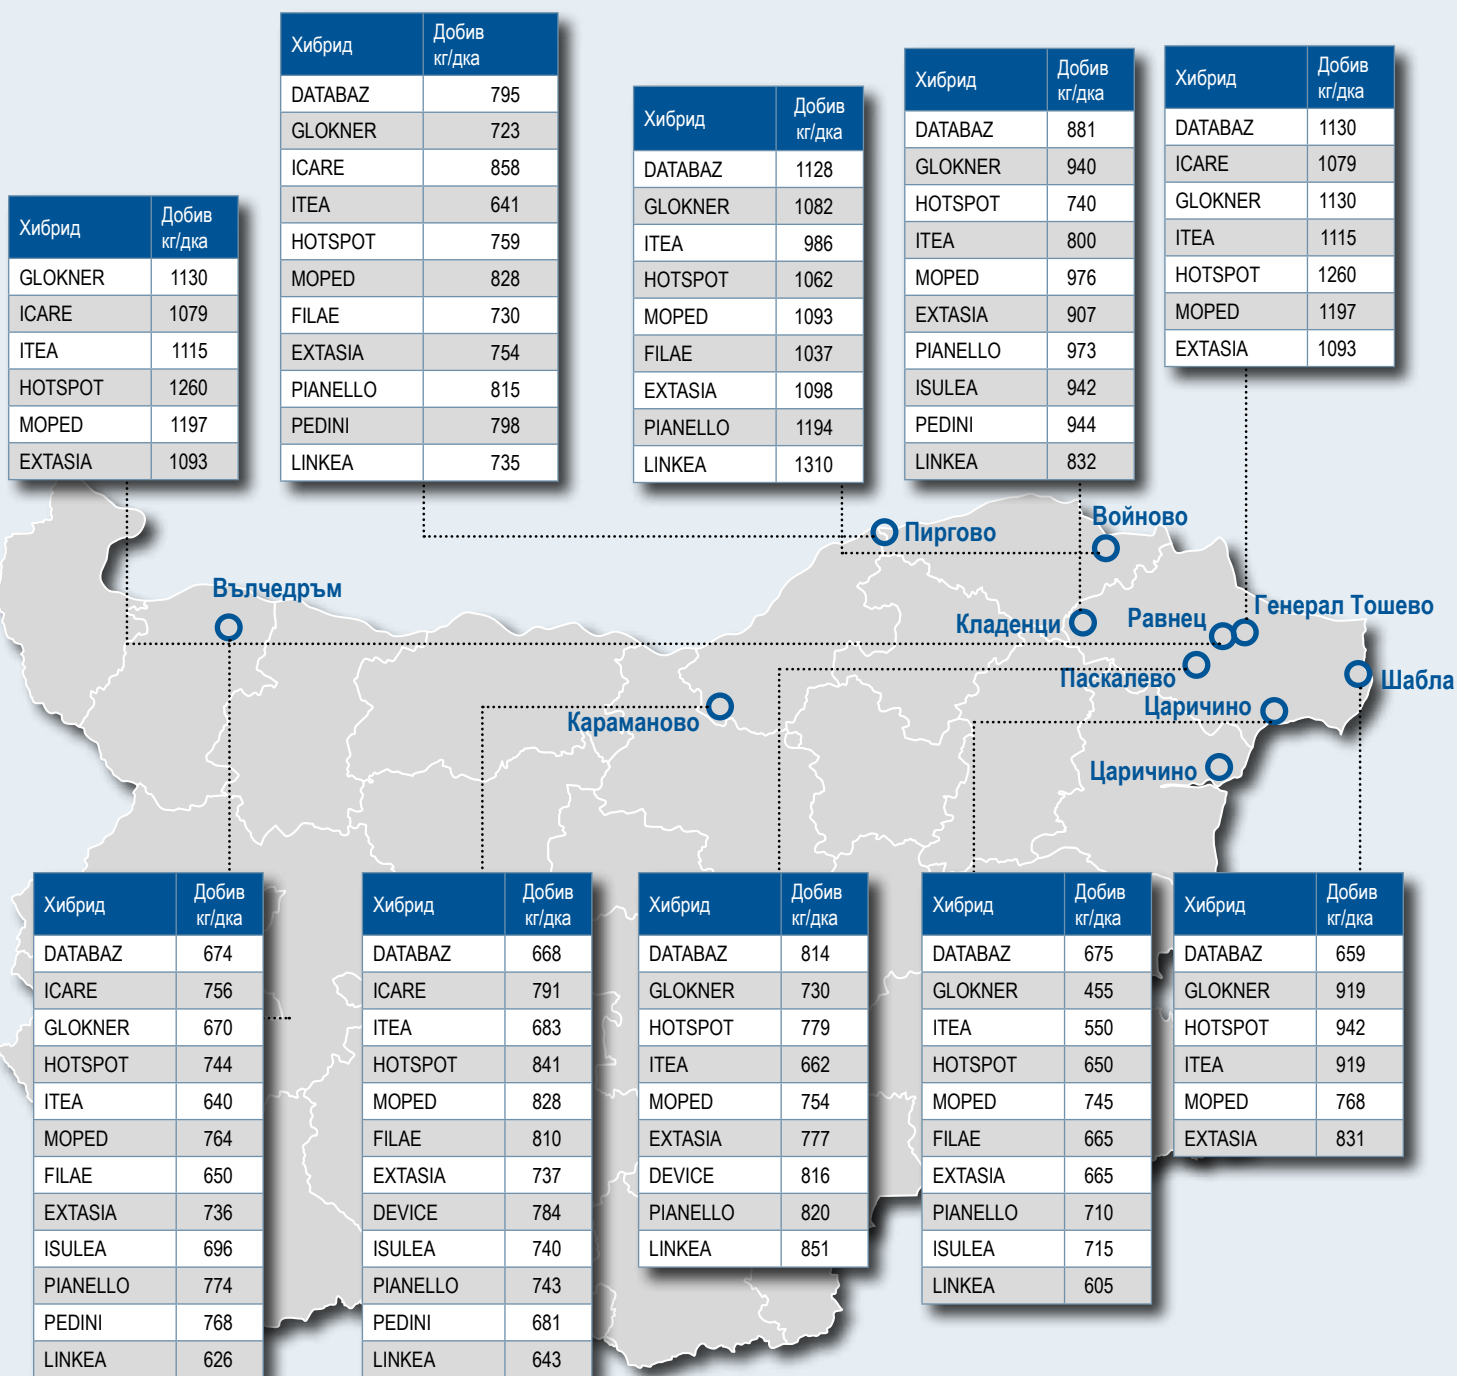 Хибрид Добив кг/дка
GLOKNER 1130
ICARE 1079
ITEA 1115
HOTSPOT 1260
MOPED 1197
EXTASIA 1093
Хибрид Добив кг/дка
DATABAZ 795
GLOKNER 723
ICARE 858
ITEA 641
HOTSPOT 759
MOPED 828
FILAE 730
EXTASIA 754
PIANELLO 815
PEDINI 798
LINKEA 735
Хибрид Добив кг/дка
DATABAZ 1128
GLOKNER 1082
ITEA 986
HOTSPOT 1062
MOPED 1093
FILAE 1037
EXTASIA 1098
PIANELLO 1194
LINKEA 1310
Хибрид Добив кг/дка
DATABAZ 881
GLOKNER 940
HOTSPOT 740
ITEA 800
MOPED 976
EXTASIA 907
PIANELLO 973
ISULEA 942
PEDINI 944
LINKEA 832
Хибрид Добив кг/дка
DATABAZ 1130
ICARE 1079
GLOKNER 1130
ITEA 1115
HOTSPOT 1260
MOPED 1197
EXTASIA 1093
Войново
Пиргово
Вълчедръм
Генерал Тошево
Равнец
Кладенци
Паскалево
Шабла
Царичино
Караманово
Царичино
Хибрид Добив кг/дка
DATABAZ 674
ICARE 756
GLOKNER 670
HOTSPOT 744
ITEA 640
MOPED 764
FILAE 650
EXTASIA 736
ISULEA 696
PIANELLO 774
PEDINI 768
LINKEA 626
Хибрид Добив кг/дка
DATABAZ 668
ICARE 791
ITEA 683
HOTSPOT 841
MOPED 828
FILAE 810
EXTASIA 737
DEVICE 784
ISULEA 740
PIANELLO 743
PEDINI 681
LINKEA 643
Хибрид Добив кг/дка
DATABAZ 814
GLOKNER 730
HOTSPOT 779
ITEA 662
MOPED 754
EXTASIA 777
DEVICE 816
PIANELLO 820
LINKEA 851
Хибрид Добив кг/дка
DATABAZ 675
GLOKNER 455
ITEA 550
HOTSPOT 650
MOPED 745
FILAE 665
EXTASIA 665
PIANELLO 710
ISULEA 715
LINKEA 605
Хибрид Добив кг/дка
DATABAZ 659
GLOKNER 919
HOTSPOT 942
ITEA 919
MOPED 768
EXTASIA 831